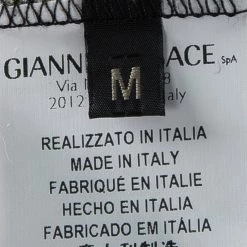 GIANN ACE SpA
Via 8
2012 aly
M
REALIZZATO IN ITALIA
MADE IN ITALY
FABRIQUÉ EN ITALIE
HECHO EN ITALIA
FABRICADO EM ITÁLIA